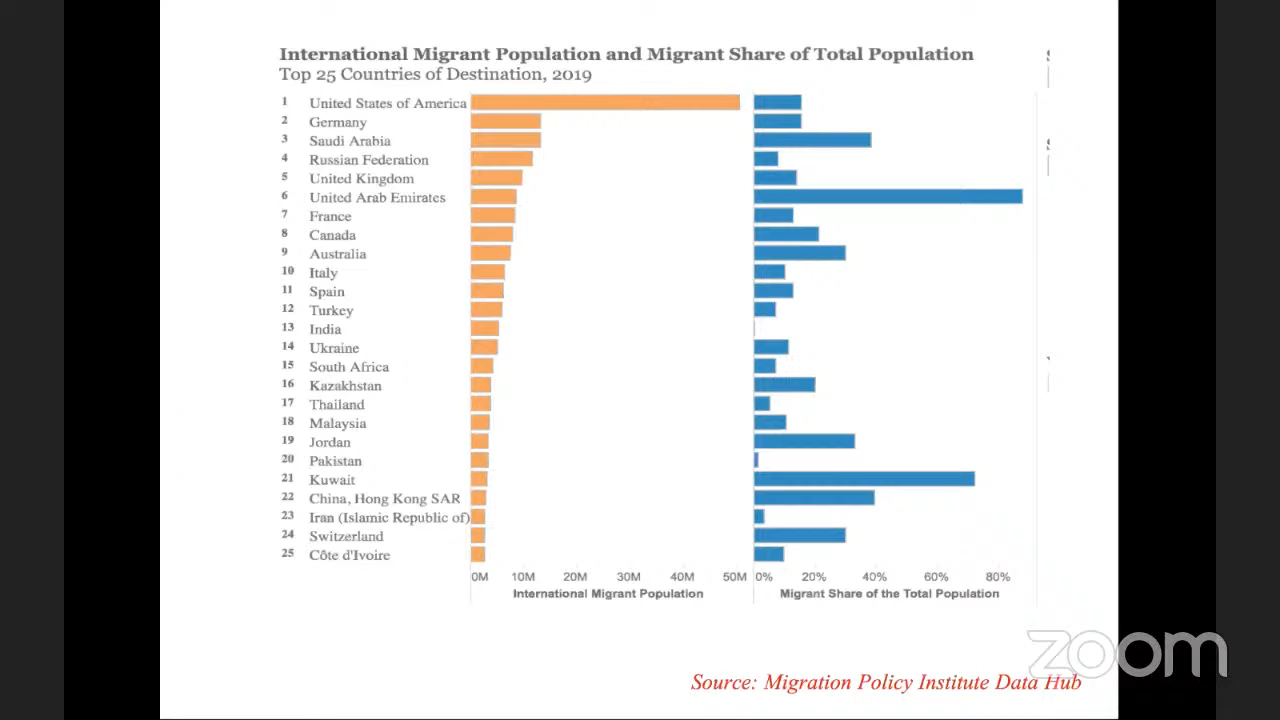 International Migrant Population and Migrant Share of Total Population
Top 25 Countries of Destination, 2019
1 United States of America
2 Germany
3 Saudi Arabia
4 Russian Federation
5 United Kingdom
6 United Arab Emirates
7 France
8 Canada
9 Australia
10 Italy
11 Spain
12 Turkey
13 India
14 Ukraine
15 South Africa
16 Kazakhstan
17 Thailand
18 Malaysia
19 Jordan
20 Pakistan
21 Kuwait
22 China, Hong Kong SAR
23 Iran (Islamic Republic of)
24 Switzerland
25 Côte d'Ivoire
0M 10M 20M 30M 40M 50M 0% 20% 40% 60% 80%
International Migrant Population Migrant Share of the Total Population
zoom
Source: Migration Policy Institute Data Hub